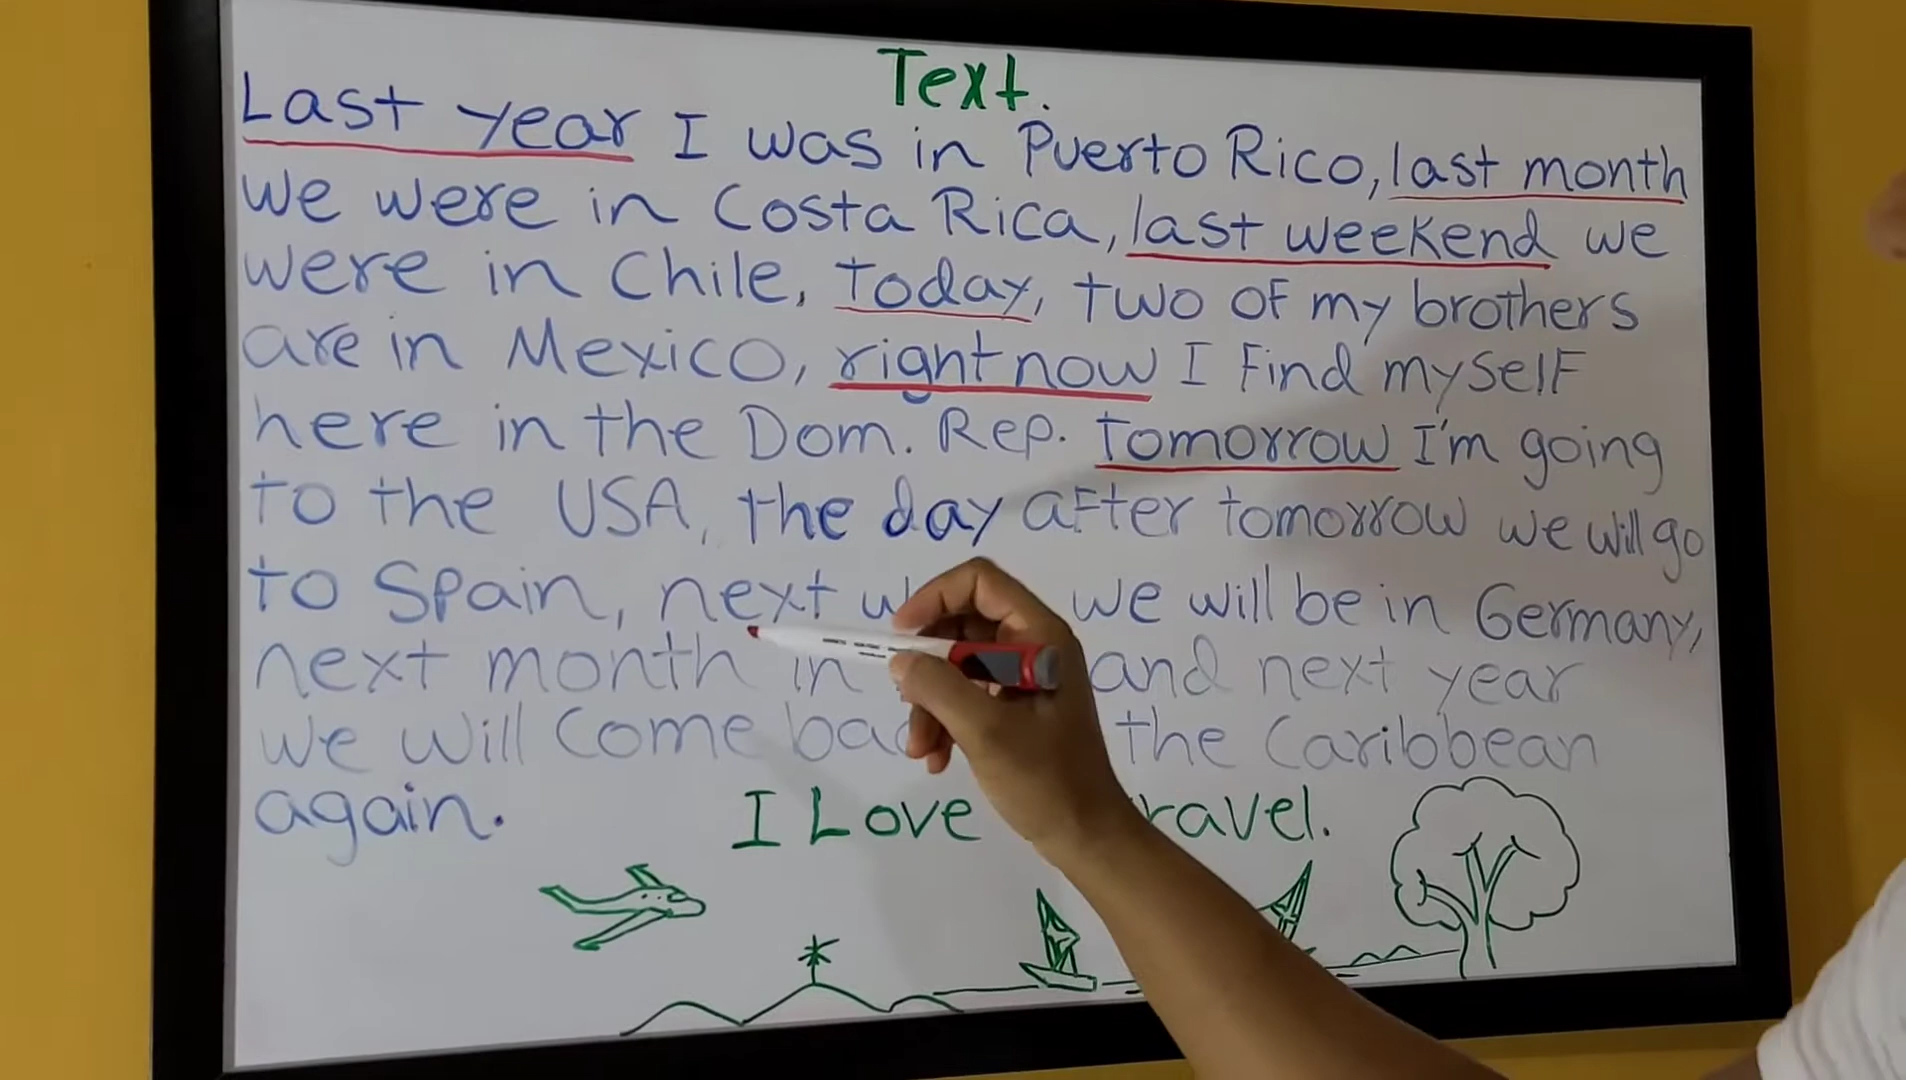 Text.
Last year I was in Puerto Rico, last month
we were in Costa Rica, last weekend we
were in Chile, today, two of my brothers
are in Mexico, right now I find myself
here in the Dom. Rep. tomorrow I'm going
to the USA, the day after tomorrow we will go
to Spain, next we will be in Germany,
next month in and next year
we will come the Caribbean
again.
I Love